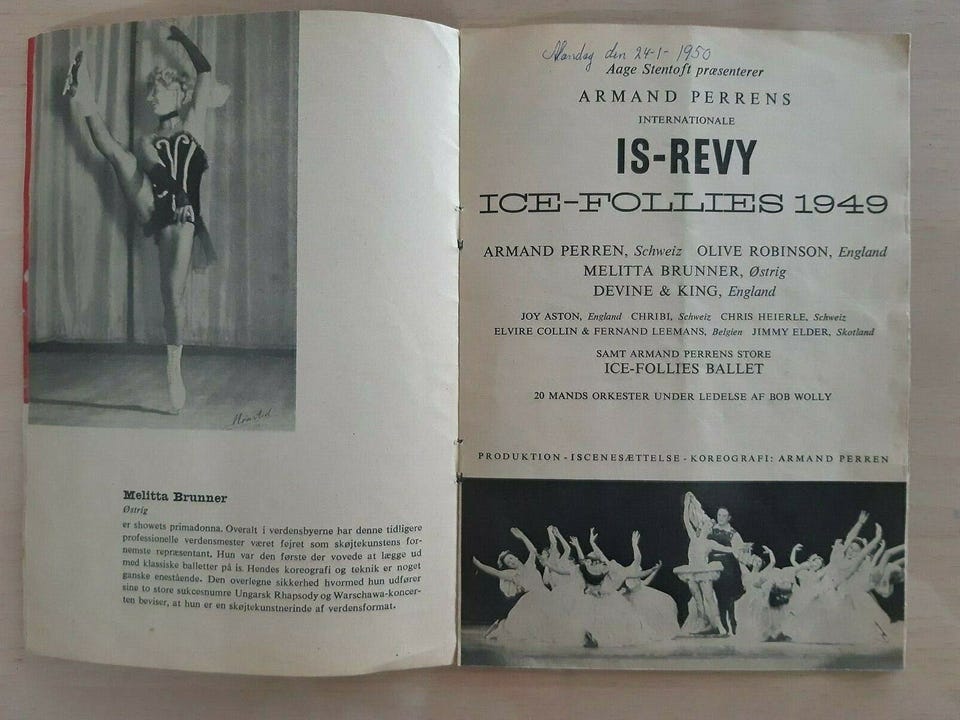 Melitta Brunner
Østrig
er showets primadonna. Overalt i verdensbyerne har denne tidligere
professionelle verdensmester været fejret som skøjtekunstens for-
nemste repræsentant. Hun var den første der vovede at lægge ud
med klassiske balletter på is. Hendes koreografi og teknik er noget
ganske enestående. Den overlegne sikkerhed hvormed hun udfører
sine to store sukcesnumre Ungarsk Rhapsody og Warschawa-koncer-
ten beviser, at hun er en skøjtekunstnerinde af verdensformat.
Mandag den 24-1-1950
Aage Stentoft præsenterer
ARMAND PERRENS
INTERNATIONALE
IS-REVY
ICE-FOLLIES 1949
ARMAND PERREN, Schweiz OLIVE ROBINSON, England
MELITTA BRUNNER, Østrig
DEVINE & KING, England
JOY ASTON, England CHRIBI, Schweiz CHRIS HEIERLE, Schweiz
ELVIRE COLLIN & FERNAND LEEMANS, Belgien JIMMY ELDER, Skotland
SAMT ARMAND PERRENS STORE
ICE-FOLLIES BALLET
20 MANDS ORKESTER UNDER LEDELSE AF BOB WOLLY
PRODUKTION - ISCENESÆTTELSE - KOREOGRAFI: ARMAND PERREN